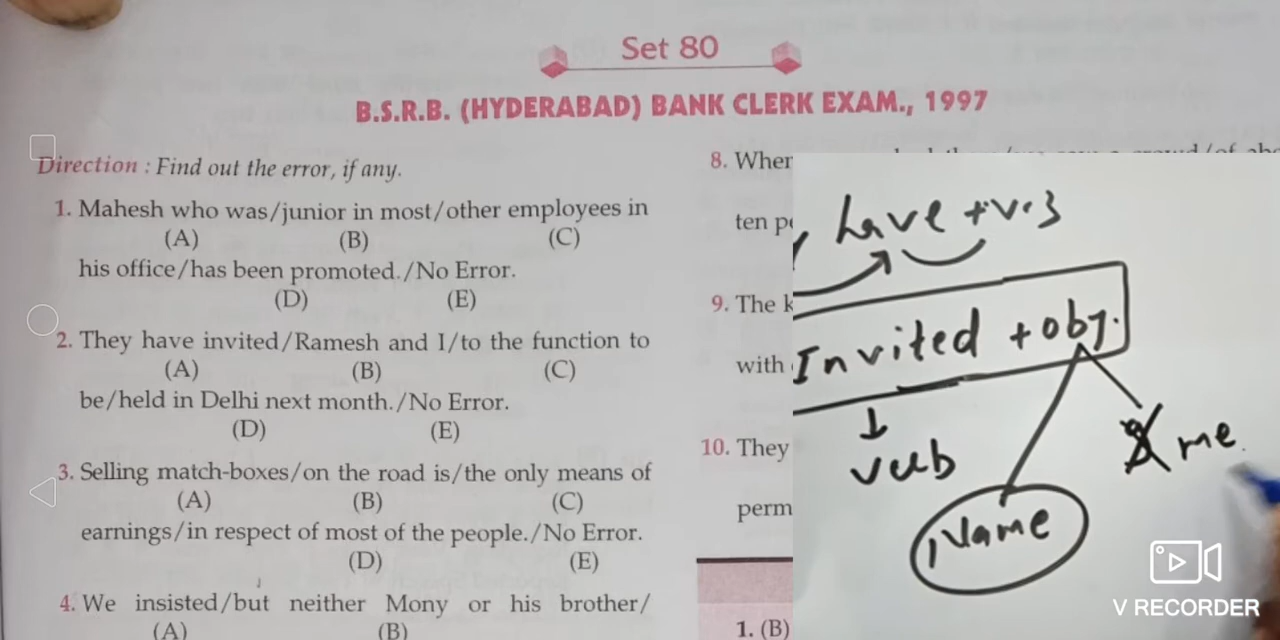 Set 80
B.S.R.B. (HYDERABAD) BANK CLERK EXAM., 1997
Direction : Find out the error, if any.
1. Mahesh who was/junior in most/other employees in
(A) (B) (C)
his office/has been promoted./No Error.
(D) (E)
2. They have invited/Ramesh and I/to the function to
(A) (B) (C)
be/held in Delhi next month./No Error.
(D) (E)
3. Selling match-boxes/on the road is/the only means of
(A) (B) (C)
earnings/in respect of most of the people./No Error.
(D) (E)
4. We insisted/but neither Mony or his brother/
(A) (B)
8. When
ten
9. The
with
10. They
perm
1. (B)
have +v.3
Invited + obj.
verb
me.
Name
V RECORDER